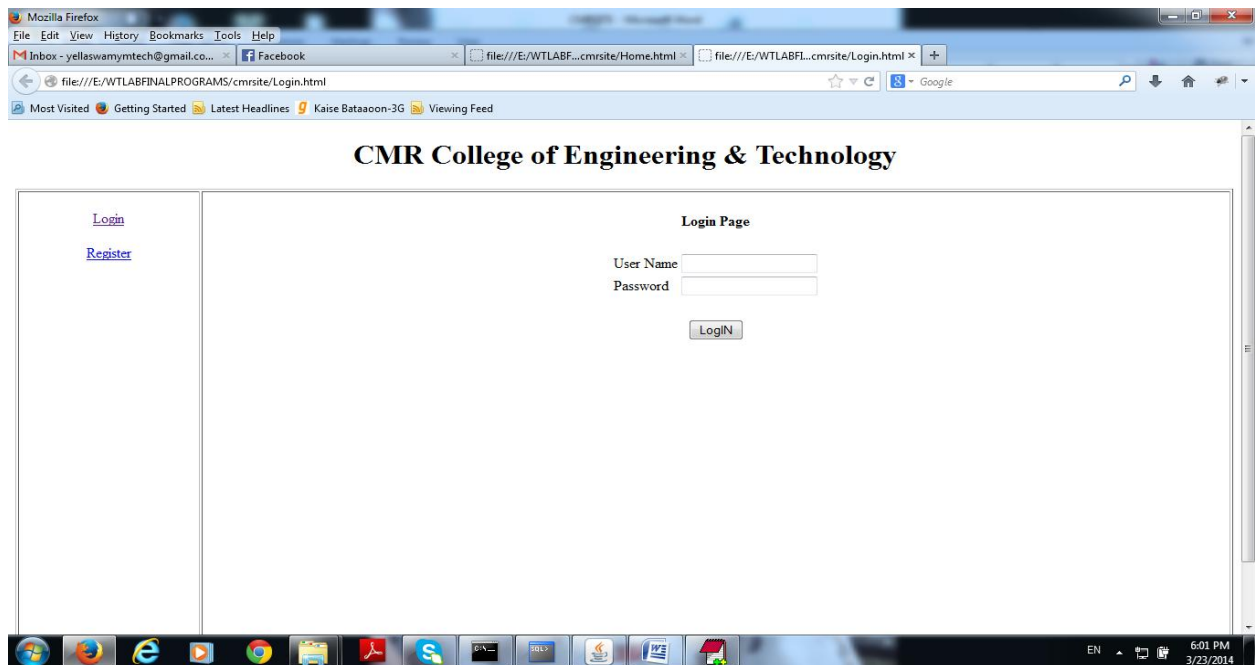 Mozilla Firefox
File Edit View History Bookmarks Tools Help
Inbox - yellaswamymtech@gmail.co... Facebook file:///E:/WTLABF...cmrsite/Home.html file:///E:/WTLABFI...cmrsite/Login.html
file:///E:/WTLABFINALPROGRAMS/cmrsite/Login.html Google
Most Visited Getting Started Latest Headlines Kaise Bataaoon-3G Viewing Feed
CMR College of Engineering & Technology
Login
Register
Login Page
User Name
Password
LogIN
EN 6:01 PM
3/23/2014